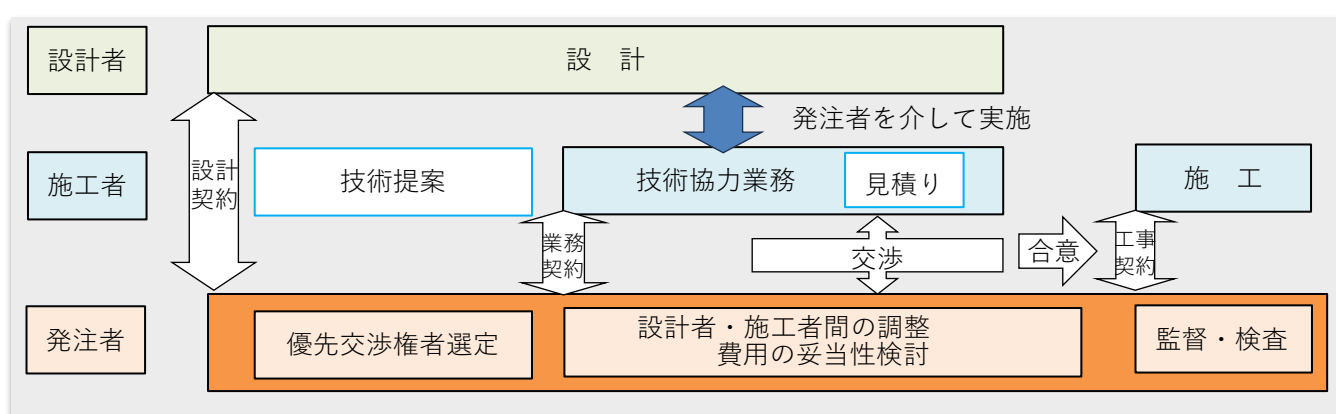 設計者
設　計
発注者を介して実施
設計
契約
施工者
技術提案
技術協力業務
見積り
施　工
業務
契約
交渉
合意
工事
契約
発注者
優先交渉権者選定
設計者・施工者間の調整
費用の妥当性検討
監督・検査